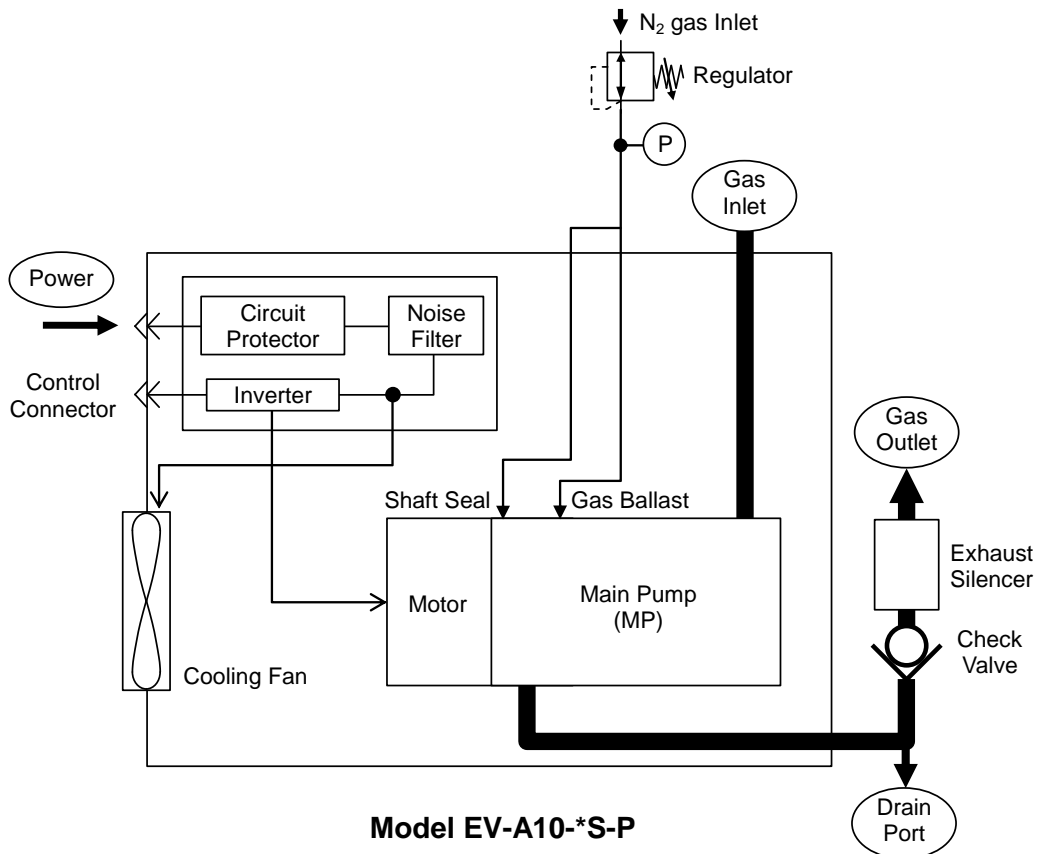 N₂ gas Inlet
Regulator
P
Gas
Inlet
Power
Circuit
Protector
Noise
Filter
Control
Connector
Inverter
Gas
Outlet
Shaft Seal
Gas Ballast
Exhaust
Silencer
Motor
Main Pump
(MP)
Check
Valve
Cooling Fan
Drain
Port
Model EV-A10-*S-P